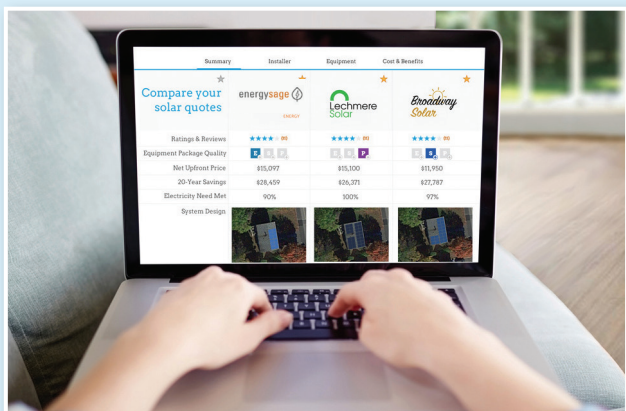 Summary Installer Equipment Cost & Benefits
Compare your
solar quotes
energysage
ENERGY
Lechmere
Solar
Broadway
Solar
Ratings & Reviews
Equipment Package Quality E S P E S P E S P
Net Upfront Price $15,097 $15,100 $11,950
20-Year Savings $28,459 $26,371 $27,787
Electricity Need Met 90% 100% 97%
System Design